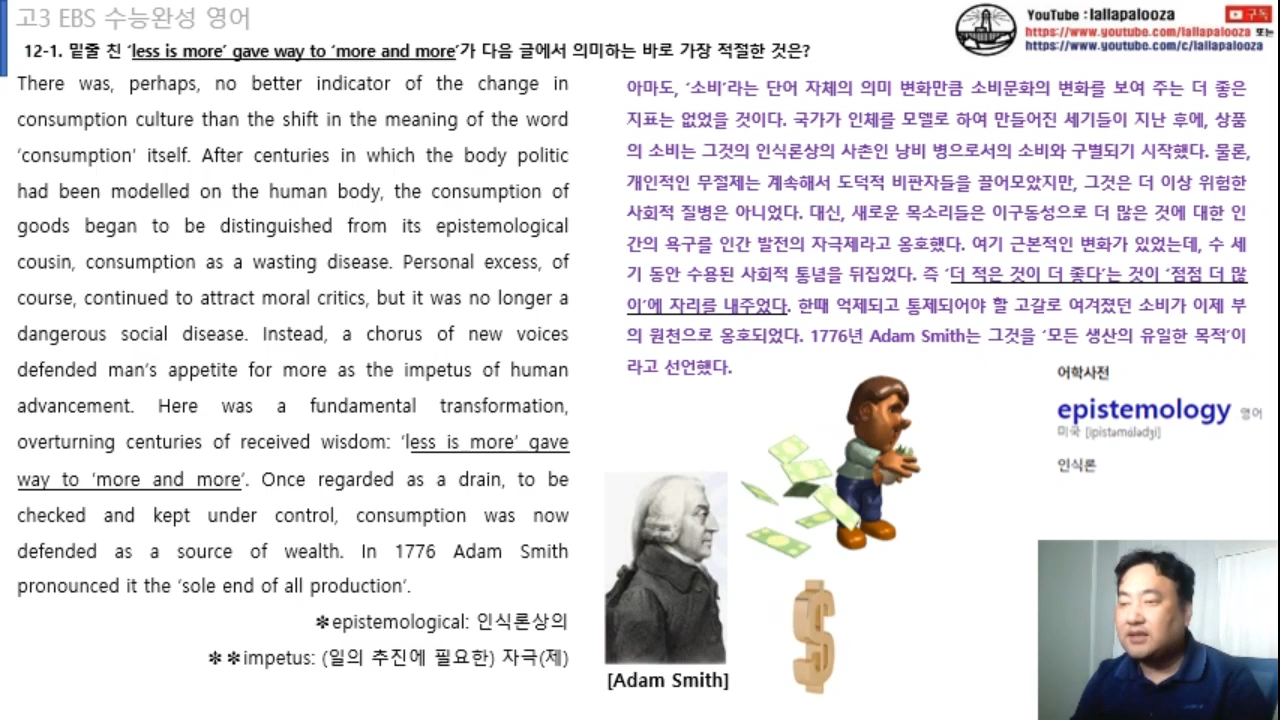 고3 EBS 수능완성 영어
YouTube : lallapalooza
구독
https://www.youtube.com/lallapalooza 또는
https://www.youtube.com/c/lallapalooza
12-1. 밑줄 친 ‘less is more’ gave way to ‘more and more’가 다음 글에서 의미하는 바로 가장 적절한 것은?
There was, perhaps, no better indicator of the change in
consumption culture than the shift in the meaning of the word
‘consumption’ itself. After centuries in which the body politic
had been modelled on the human body, the consumption of
goods began to be distinguished from its epistemological
cousin, consumption as a wasting disease. Personal excess, of
course, continued to attract moral critics, but it was no longer a
dangerous social disease. Instead, a chorus of new voices
defended man’s appetite for more as the impetus of human
advancement. Here was a fundamental transformation,
overturning centuries of received wisdom: ‘less is more’ gave
way to ‘more and more’. Once regarded as a drain, to be
checked and kept under control, consumption was now
defended as a source of wealth. In 1776 Adam Smith
pronounced it the ‘sole end of all production’.
✻epistemological: 인식론상의
✻✻impetus: (일의 추진에 필요한) 자극(제)
아마도, ‘소비’라는 단어 자체의 의미 변화만큼 소비문화의 변화를 보여 주는 더 좋은
지표는 없었을 것이다. 국가가 인체를 모델로 하여 만들어진 세기들이 지난 후에, 상품
의 소비는 그것의 인식론상의 사촌인 낭비 병으로서의 소비와 구별되기 시작했다. 물론,
개인적인 무절제는 계속해서 도덕적 비판자들을 끌어모았지만, 그것은 더 이상 위험한
사회적 질병은 아니었다. 대신, 새로운 목소리들은 이구동성으로 더 많은 것에 대한 인
간의 욕구를 인간 발전의 자극제라고 옹호했다. 여기 근본적인 변화가 있었는데, 수 세
기 동안 수용된 사회적 통념을 뒤집었다. 즉 ‘더 적은 것이 더 좋다’는 것이 ‘점점 더 많
이’에 자리를 내주었다. 한때 억제되고 통제되어야 할 고갈로 여겨졌던 소비가 이제 부
의 원천으로 옹호되었다. 1776년 Adam Smith는 그것을 ‘모든 생산의 유일한 목적’이
라고 선언했다.
어학사전
epistemology 영어
미국 [ipìstəmάlədʒi]
인식론
[Adam Smith]